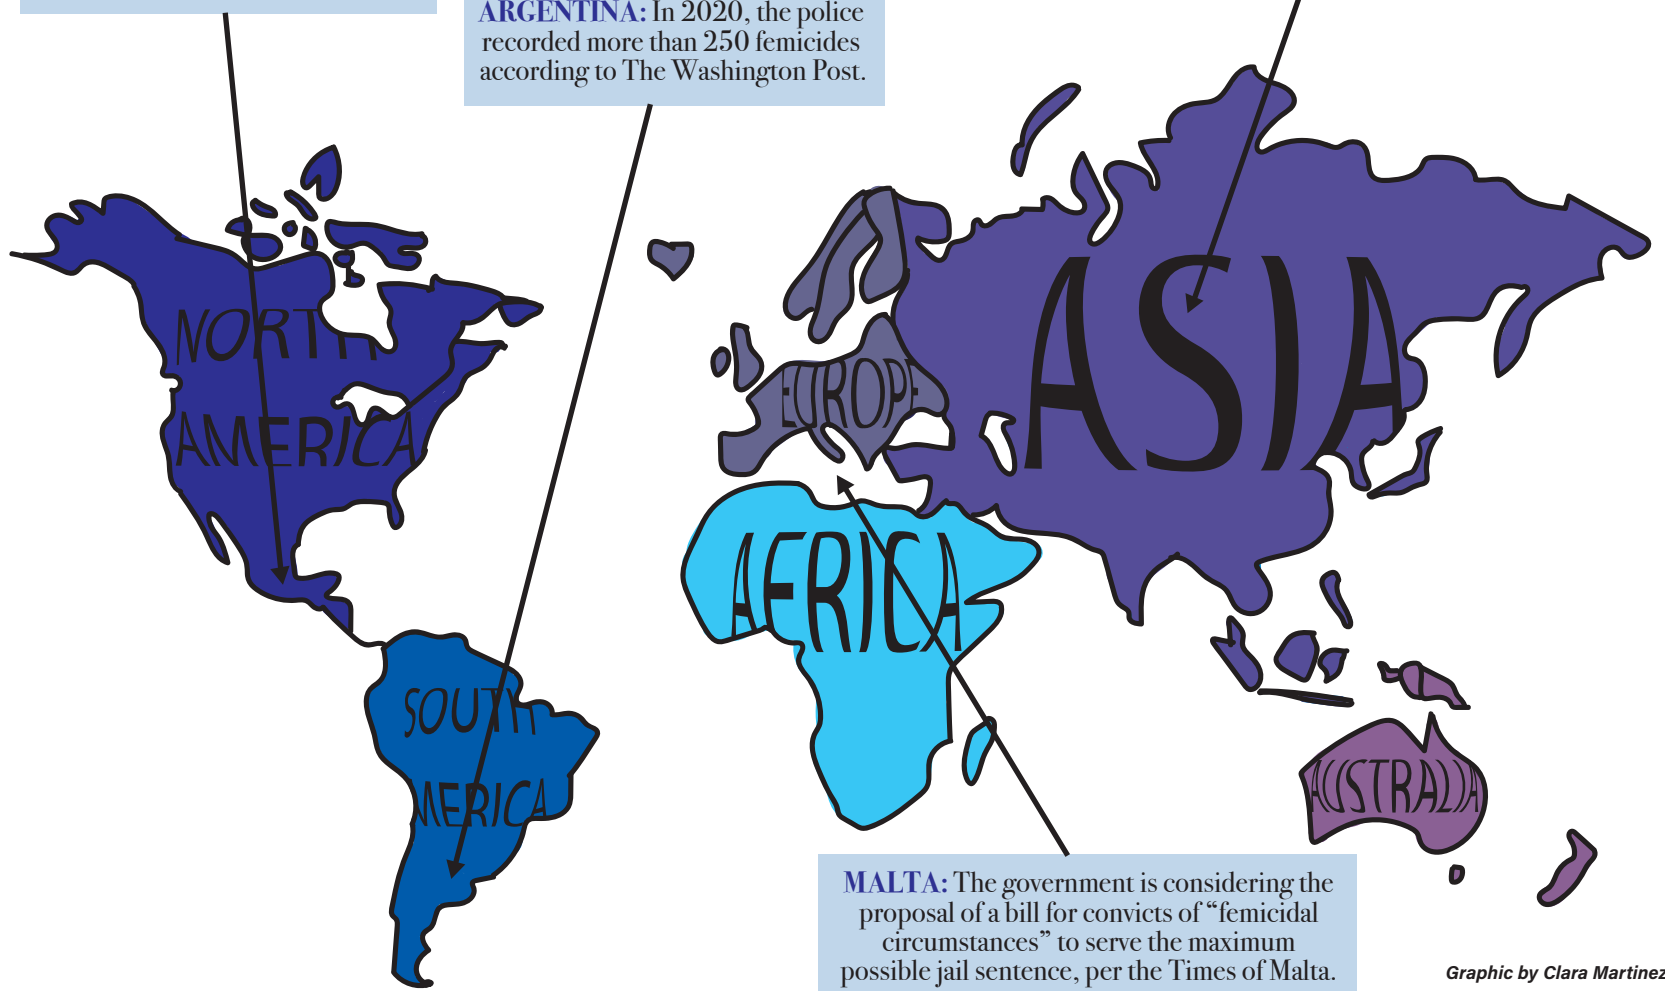 ARGENTINA: In 2020, the police
recorded more than 250 femicides
according to The Washington Post.
NORTH
AMERICA
SOUTH
AMERICA
EUROPE
ASIA
AFRICA
AUSTRALIA
MALTA: The government is considering the
proposal of a bill for convicts of “femicidal
circumstances” to serve the maximum
possible jail sentence, per the Times of Malta.
Graphic by Clara Martinez